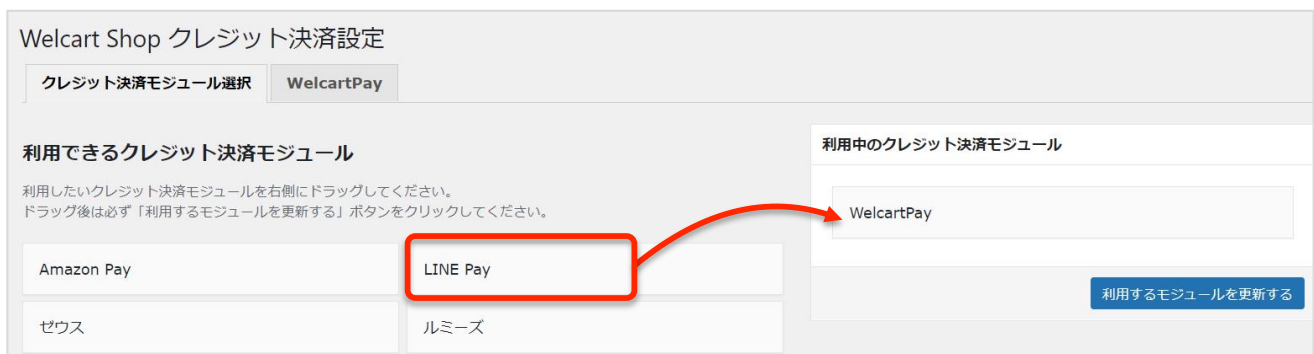 Welcart Shop クレジット決済設定
クレジット決済モジュール選択
WelcartPay
利用できるクレジット決済モジュール
利用したいクレジット決済モジュールを右側にドラッグしてください。
ドラッグ後は必ず「利用するモジュールを更新する」ボタンをクリックしてください。
Amazon Pay
LINE Pay
ゼウス
ルミーズ
利用中のクレジット決済モジュール
WelcartPay
利用するモジュールを更新する